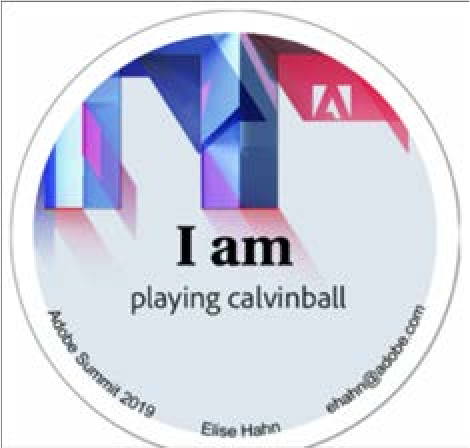 I am
playing calvinball
Adobe Summit 2019
Elise Hahn
ehahn@adobe.com